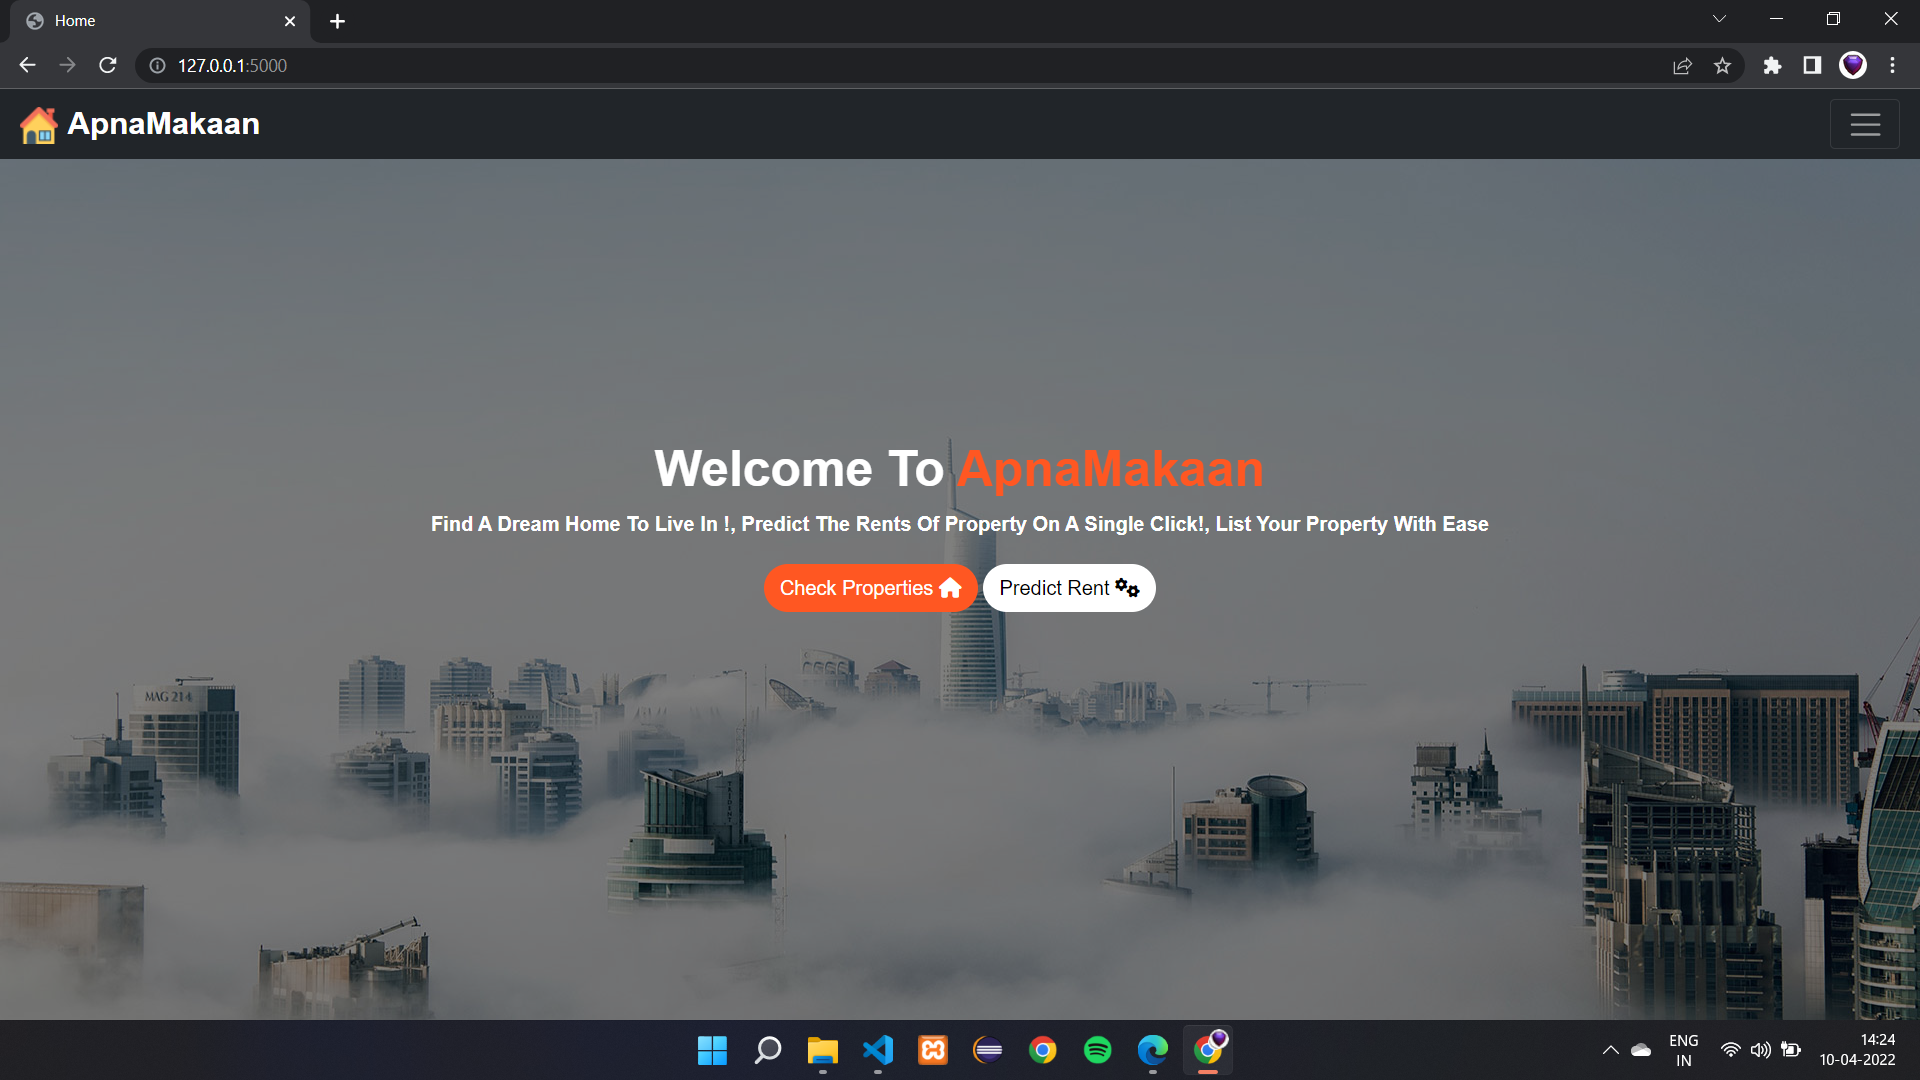 Home
127.0.0.1:5000
ApnaMakaan
MAG 214
Welcome To ApnaMakaan
Find A Dream Home To Live In !, Predict The Rents Of Property On A Single Click!, List Your Property With Ease
Check Properties
Predict Rent
TRIDENT
ENG
IN
14:24
10-04-2022